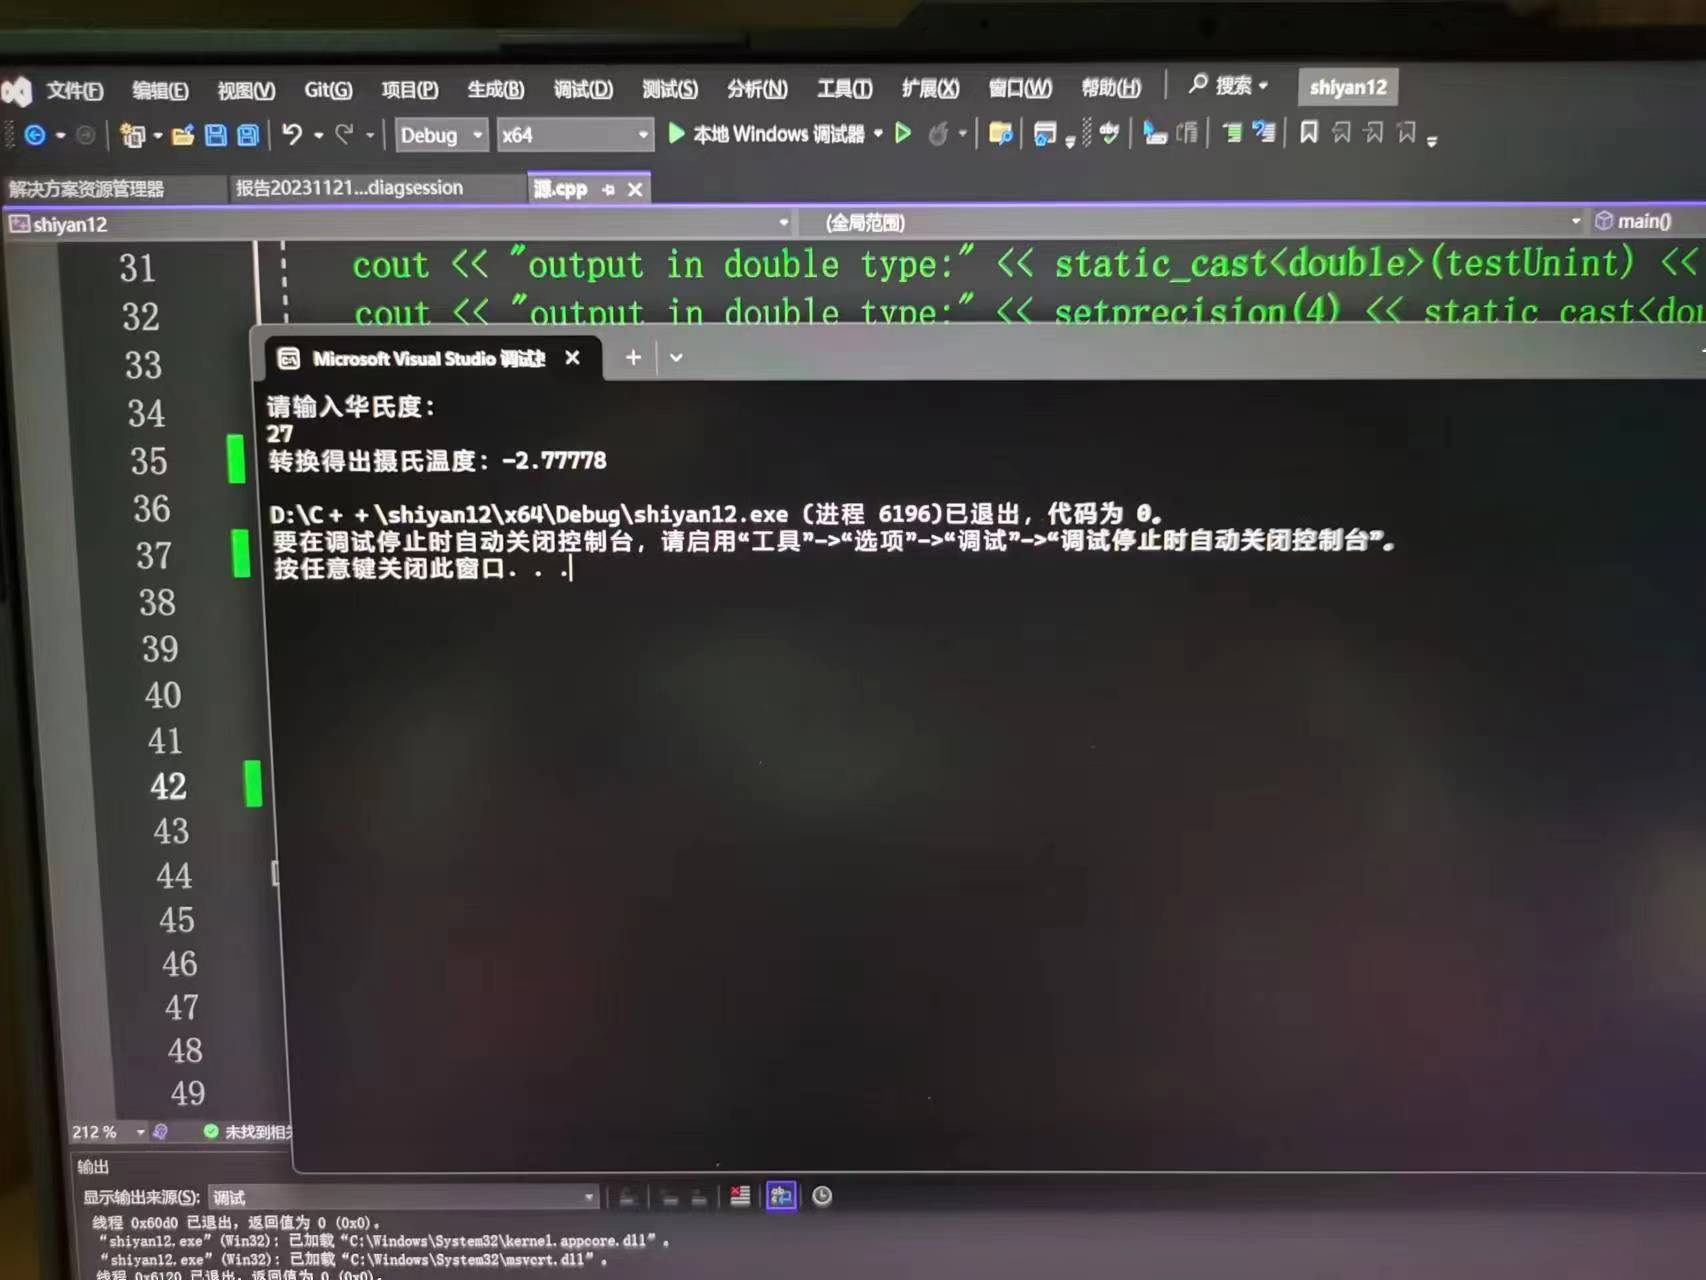 文件(F) 编辑(E) 视图(V) Git(G) 项目(P) 生成(B) 调试(D) 测试(S) 分析(N) 工具(T) 扩展(X) 窗口(W) 帮助(H) 搜索 shiyan12
Debug x64 本地 Windows 调试器
解决方案资源管理器 报告20231121...diagsession 源.cpp
shiyan12 (全局范围) main()
31 cout << "output in double type:" << static_cast<double>(testUnint) <<
32 cout << "output in double type:" << setprecision(4) << static_cast<dou
33
Microsoft Visual Studio 调试
34 请输入华氏度：
27
35 转换得出摄氏温度：-2.77778
36 D:\C++\shiyan12\x64\Debug\shiyan12.exe (进程 6196)已退出，代码为 0。
37 要在调试停止时自动关闭控制台，请启用“工具”->“选项”->“调试”->“调试停止时自动关闭控制台”。
按任意键关闭此窗口. . .
38
39
40
41
42
43
44
45
46
47
48
49
212 % 未找到相
输出
显示输出来源(S): 调试
线程 0x60d0 已退出，返回值为 0 (0x0)。
“shiyan12.exe” (Win32): 已加载 “C:\Windows\System32\kernel.appcore.dll”。
“shiyan12.exe” (Win32): 已加载 “C:\Windows\System32\msvcrt.dll”。
线程 0x6120 已退出，返回值为 0 (0x0)。